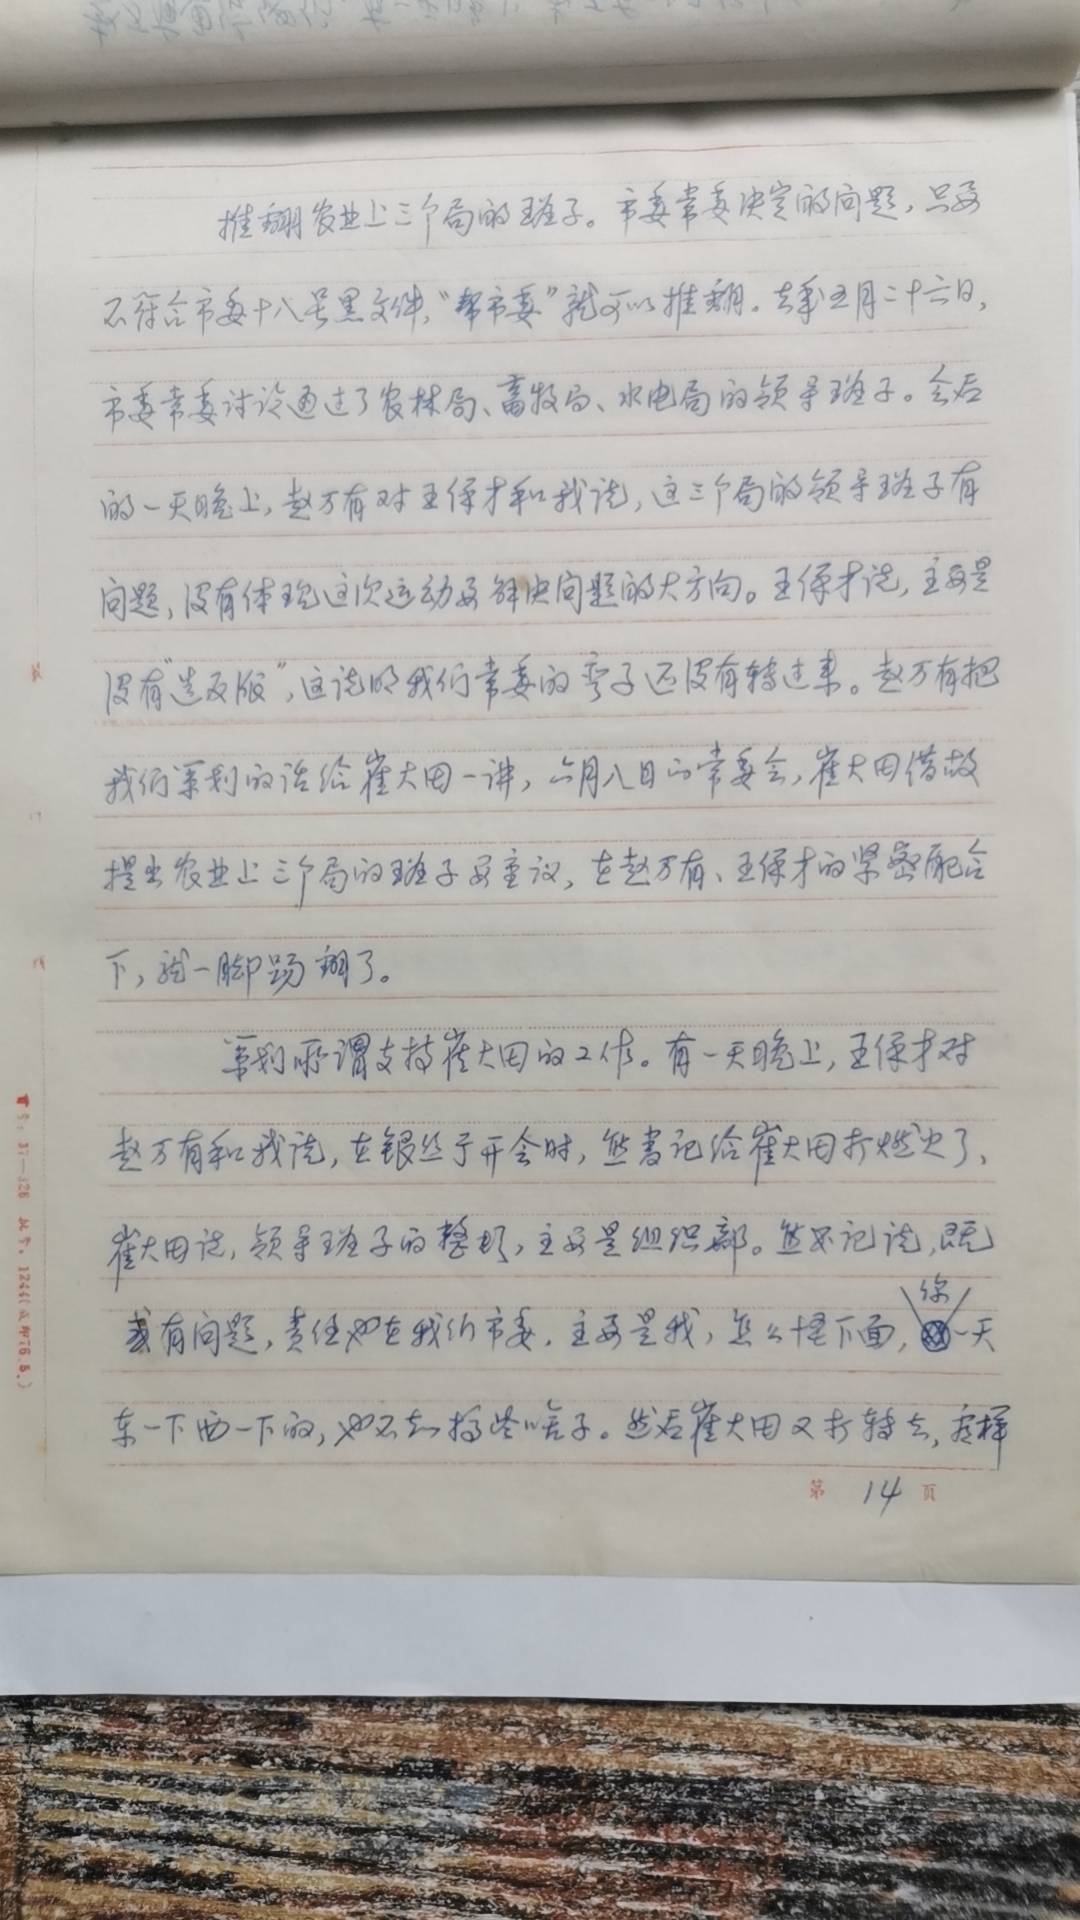 推翻农业上三个局的班子。市委常委决定的问题，只要
不符合市委十八号黑文件，“帮市委”就可以推翻。去年五月二十六日，
市委常委讨论通过了农林局、畜牧局、水电局的领导班子。会后
的一天晚上，赵万有对王保才和我说，这三个局的领导班子有
问题，没有体现这次运动要解决问题的大方向。王保才说，主要是
没有“造反派”，这说明我们常委的弯子还没有转过来。赵万有把
我们策划的话给崔大田一讲，六月八日的常委会，崔大田借故
提出农业上三个局的班子要重议，在赵万有、王保才的紧密配合
下，就一脚踢翻了。
策划所谓支持崔大田的工作。有一天晚上，王保才对
赵万有和我说，在银丝于开会时，熊书记给崔大田打燃火了，
崔大田说，领导班子的整顿，主要是组织部。熊书记说，既
或有问题，责任也在我们市委，主要是我，怎么怪下面，你一天
东一下西一下的，也不知搞些啥子。然后崔大田又打转去，
第 14 页